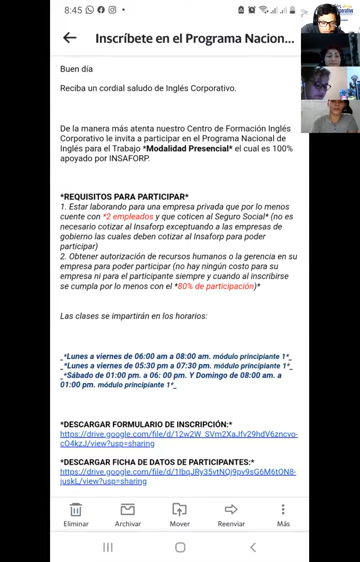 8:45
Inscríbete en el Programa Nacion...
Buen día
Reciba un cordial saludo de Inglés Corporativo.
De la manera más atenta nuestro Centro de Formación Inglés
Corporativo le invita a participar en el Programa Nacional de
Inglés para el Trabajo *Modalidad Presencial* el cual es 100%
apoyado por INSAFORP.
*REQUISITOS PARA PARTICIPAR*
1. Estar laborando para una empresa privada que por lo menos
cuente con *2 empleados y que coticen al Seguro Social* (no es
necesario cotizar al Insaforp exceptuando a las empresas de
gobierno las cuales deben cotizar al Insaforp para poder
participar)
2. Obtener autorización de recursos humanos o la gerencia en su
empresa para poder participar (no hay ningún costo para su
empresa ni para el participante siempre y cuando al inscribirse
se cumpla por lo menos con el *80% de participación)*
Las clases se impartirán en los horarios:
_*Lunes a viernes de 06:00 am a 08:00 am. módulo principiante 1*_
_*Lunes a viernes de 05:30 pm a 07:30 pm. módulo principiante 1*_
_*Sábado de 01:00 pm. a 06: 00 pm. Y Domingo de 08:00 am. a
01:00 pm. módulo principiante 1*_
*DESCARGAR FORMULARIO DE INSCRIPCIÓN:*
*DESCARGAR FICHA DE DATOS DE PARTICIPANTES:*
Eliminar Archivar Mover Reenviar Más